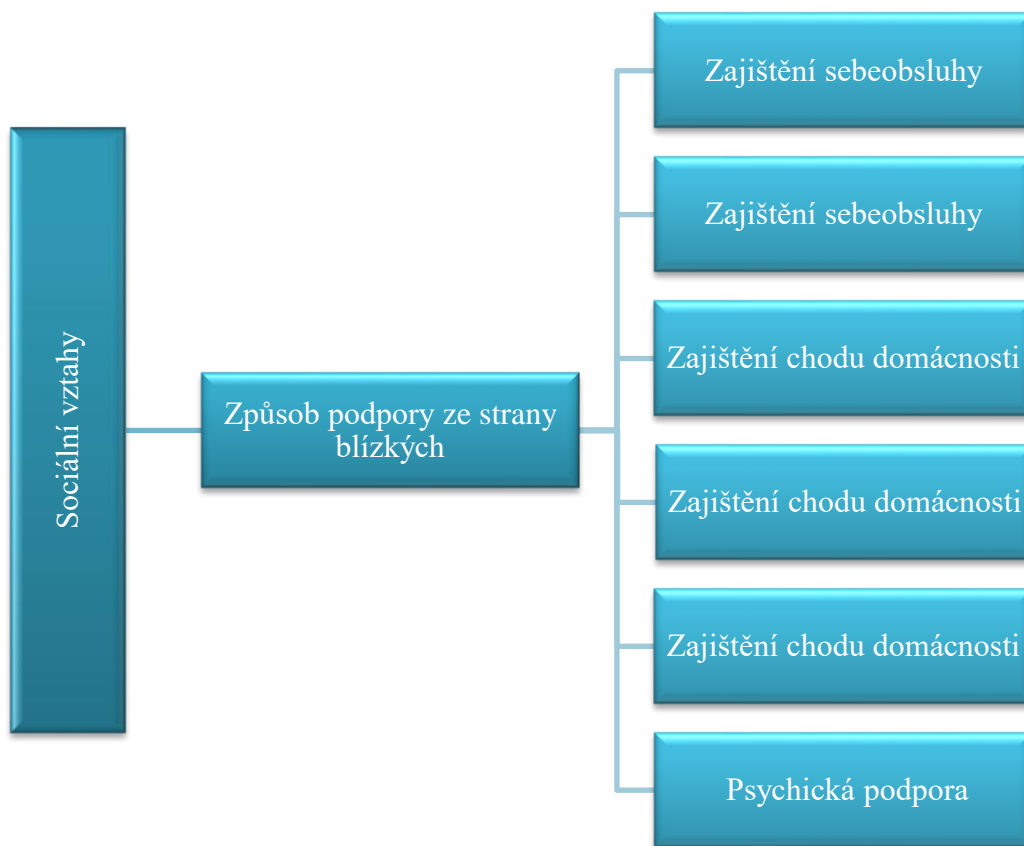 Sociální vztahy
Způsob podpory ze strany
blízkých
Zajištění sebeobsluhy
Zajištění sebeobsluhy
Zajištění chodu domácnosti
Zajištění chodu domácnosti
Zajištění chodu domácnosti
Psychická podpora